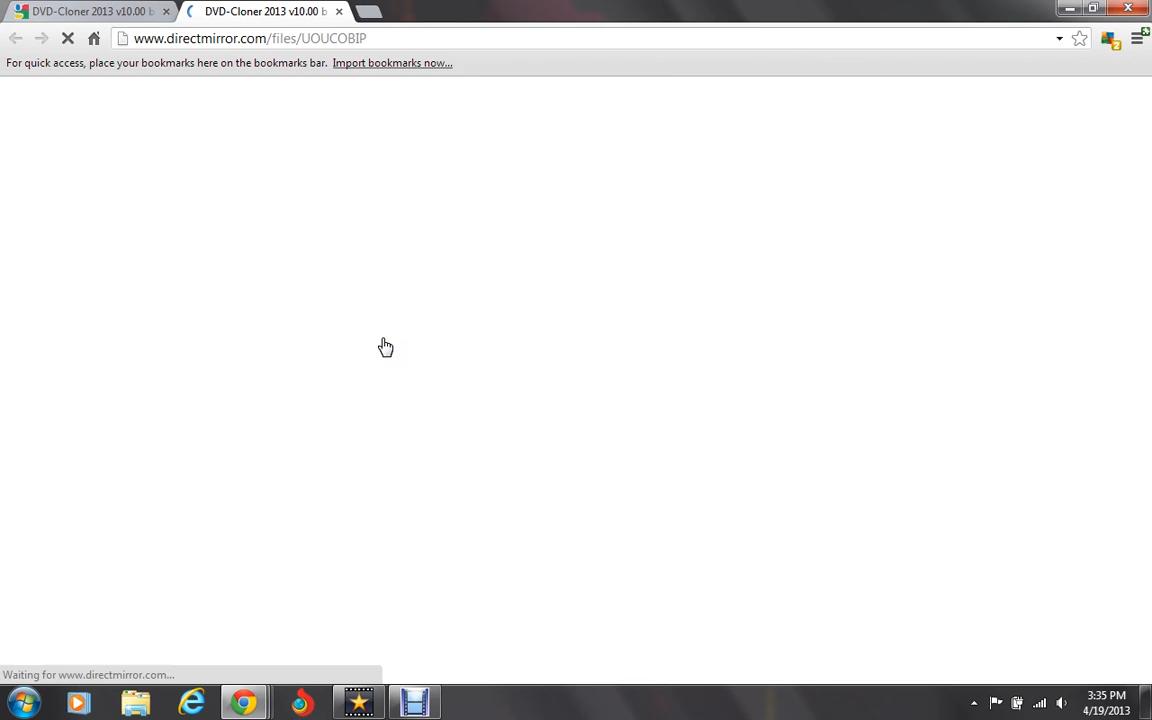 DVD-Cloner 2013 v10.00 b
DVD-Cloner 2013 v10.00 b
www.directmirror.com/files/UOUCOBIP
For quick access, place your bookmarks here on the bookmarks bar. Import bookmarks now...
2
Waiting for www.directmirror.com...
3:35 PM
4/19/2013